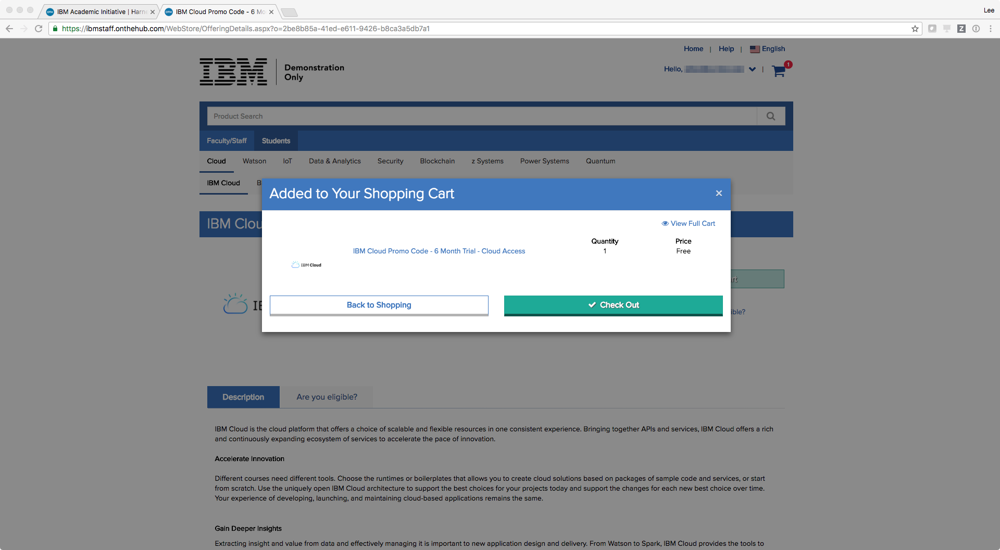 IBM Academic Initiative | Harne
IBM Cloud Promo Code - 6 Mo
Lee
https://ibmstaff.onthehub.com/WebStore/OfferingDetails.aspx?o=2be8b85a-41ed-e611-9426-b8ca3a5db7a1
Home | Help | English
IBM
Demonstration
Only
Hello,
1
Product Search
Faculty/Staff
Students
Cloud
Watson
IoT
Data & Analytics
Security
Blockchain
z Systems
Power Systems
Quantum
IBM Cloud
B
Added to Your Shopping Cart
IBM Clou
View Full Cart
Quantity
Price
IBM Cloud Promo Code - 6 Month Trial - Cloud Access
1
Free
IBM Cloud
rt
Back to Shopping
Check Out
ible?
Description
Are you eligible?
IBM Cloud is the cloud platform that offers a choice of scalable and flexible resources in one consistent experience. Bringing together APIs and services, IBM Cloud offers a rich
and continuously expanding ecosystem of services to accelerate the pace of innovation.
Accelerate Innovation
Different courses need different tools. Choose the runtimes or boilerplates that allows you to create cloud solutions based on packages of sample code and services, or start
from scratch. Use the uniquely open IBM Cloud architecture to support the best choices for your projects today and support the changes for each new best choice over time.
Your experience of developing, launching, and maintaining cloud-based applications remains the same.
Gain Deeper Insights
Extracting insight and value from data and effectively managing it is important to new application design and delivery. From Watson to Spark, IBM Cloud provides the tools to